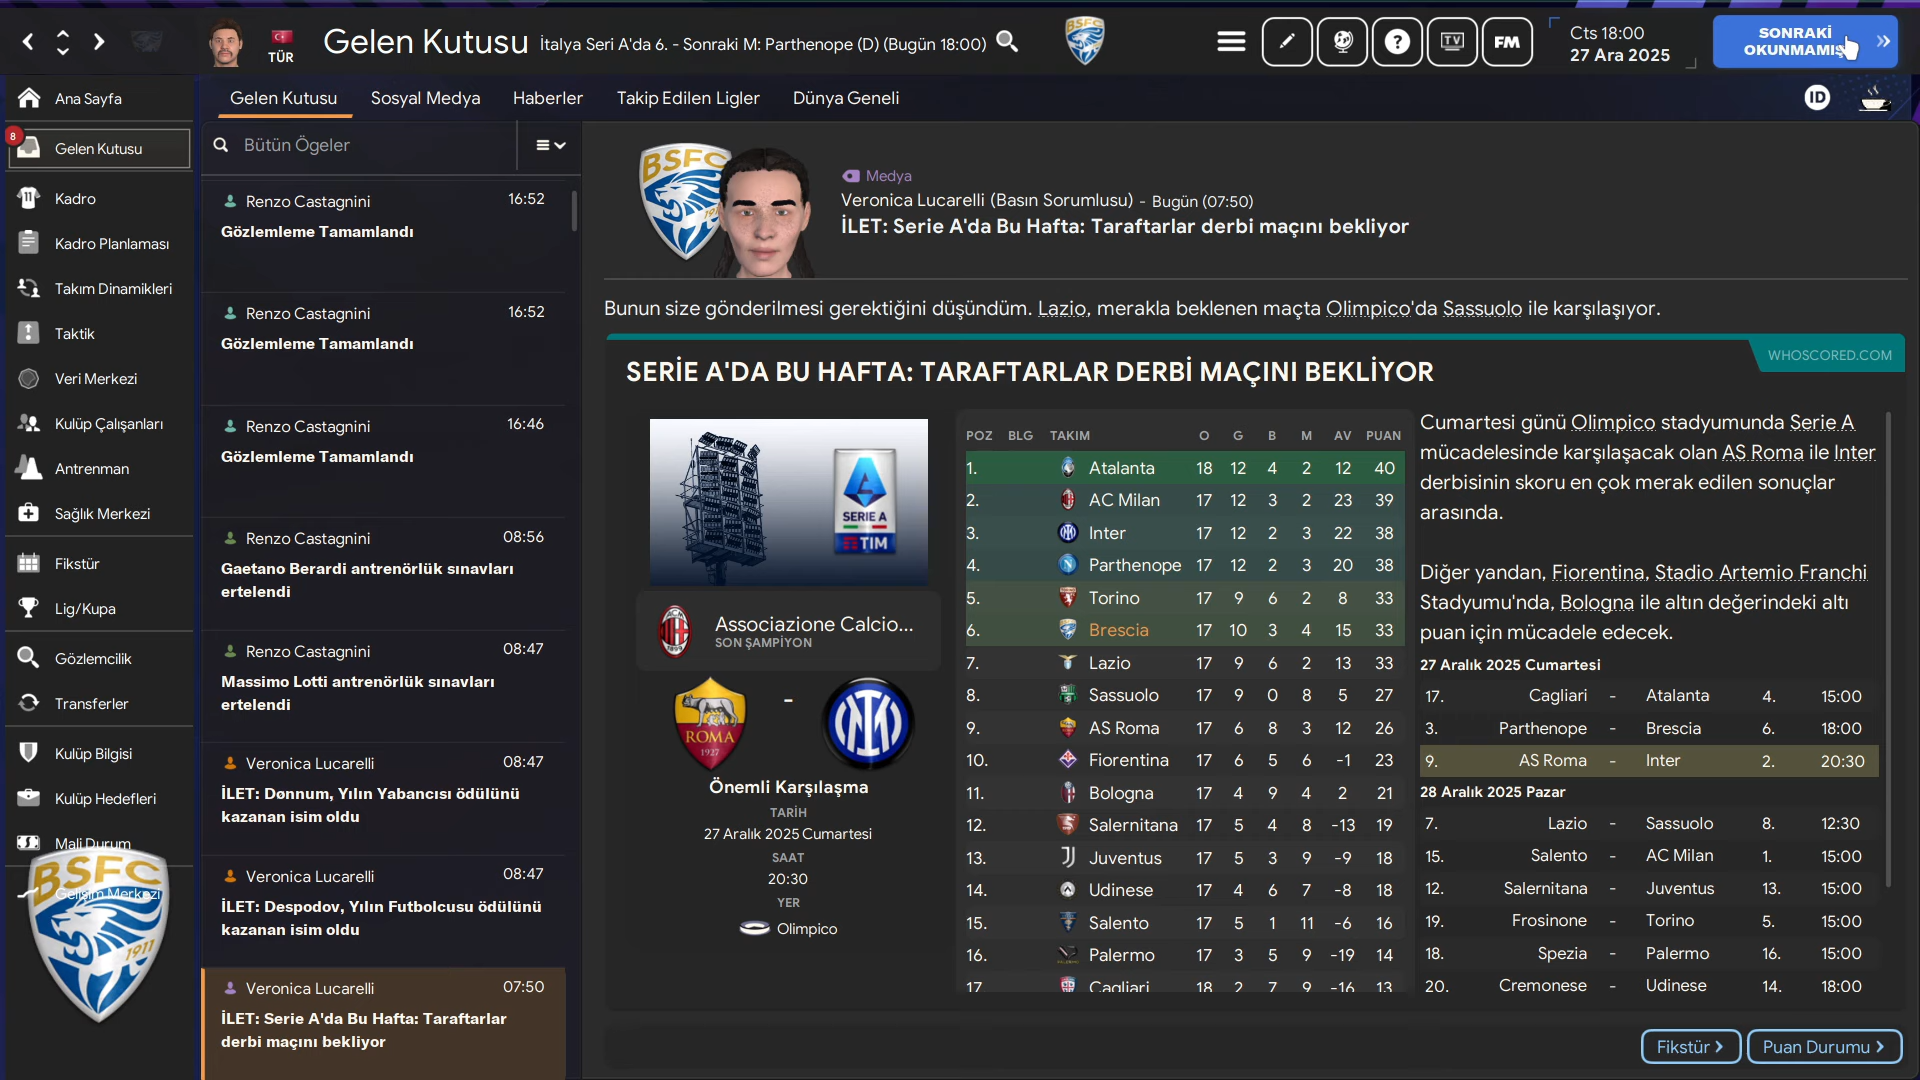 TÜR
Gelen Kutusu
İtalya Seri A'da 6. - Sonraki M: Parthenope (D) (Bugün 18:00)
BSFC
TV
FM
Cts 18:00
27 Ara 2025
SONRAKİ
OKUNMAMIŞ
Ana Sayfa
8
Gelen Kutusu
11
Kadro
Kadro Planlaması
Takım Dinamikleri
Taktik
Veri Merkezi
Kulüp Çalışanları
Antrenman
Sağlık Merkezi
Fikstür
Lig/Kupa
Gözlemcilik
Transferler
Kulüp Bilgisi
Kulüp Hedefleri
Mali Durum
Gelişim Merkezi
BSFC
1911
Gelen Kutusu
Sosyal Medya
Haberler
Takip Edilen Ligler
Dünya Geneli
ID
Bütün Ögeler
Renzo Castagnini 16:52
Gözlemleme Tamamlandı
Renzo Castagnini 16:52
Gözlemleme Tamamlandı
Renzo Castagnini 16:46
Gözlemleme Tamamlandı
Renzo Castagnini 08:56
Gaetano Berardi antrenörlük sınavları
ertelendi
Renzo Castagnini 08:47
Massimo Lotti antrenörlük sınavları
ertelendi
Veronica Lucarelli 08:47
İLET: Dønnum, Yılın Yabancısı ödülünü
kazanan isim oldu
Veronica Lucarelli 08:47
İLET: Despodov, Yılın Futbolcusu ödülünü
kazanan isim oldu
Veronica Lucarelli 07:50
İLET: Serie A'da Bu Hafta: Taraftarlar
derbi maçını bekliyor
BSFC
Medya
Veronica Lucarelli (Basın Sorumlusu) - Bugün (07:50)
İLET: Serie A'da Bu Hafta: Taraftarlar derbi maçını bekliyor
Bunun size gönderilmesi gerektiğini düşündüm. Lazio, merakla beklenen maçta Olimpico'da Sassuolo ile karşılaşıyor.
WHOSCORED.COM
SERİE A'DA BU HAFTA: TARAFTARLAR DERBİ MAÇINI BEKLİYOR
SERIE A
TIM
Associazione Calcio...
SON ŞAMPİYON
ROMA
1927
-
Önemli Karşılaşma
TARİH
27 Aralık 2025 Cumartesi
SAAT
20:30
YER
Olimpico
POZ BLG TAKIM O G B M AV PUAN
1. Atalanta 18 12 4 2 12 40
2. AC Milan 17 12 3 2 23 39
3. Inter 17 12 2 3 22 38
4. Parthenope 17 12 2 3 20 38
5. Torino 17 9 6 2 8 33
6. Brescia 17 10 3 4 15 33
7. Lazio 17 9 6 2 13 33
8. Sassuolo 17 9 0 8 5 27
9. AS Roma 17 6 8 3 12 26
10. Fiorentina 17 6 5 6 -1 23
11. Bologna 17 4 9 4 2 21
12. Salernitana 17 5 4 8 -13 19
13. Juventus 17 5 3 9 -9 18
14. Udinese 17 4 6 7 -8 18
15. Salento 17 5 1 11 -6 16
16. Palermo 17 3 5 9 -19 14
17. Cagliari 18 2 7 9 -16 13
Cumartesi günü Olimpico stadyumunda Serie A
mücadelesinde karşılaşacak olan AS Roma ile Inter
derbisinin skoru en çok merak edilen sonuçlar
arasında.
Diğer yandan, Fiorentina, Stadio Artemio Franchi
Stadyumu'nda, Bologna ile altın değerindeki altı
puan için mücadele edecek.
27 Aralık 2025 Cumartesi
17. Cagliari - Atalanta 4. 15:00
3. Parthenope - Brescia 6. 18:00
9. AS Roma - Inter 2. 20:30
28 Aralık 2025 Pazar
7. Lazio - Sassuolo 8. 12:30
15. Salento - AC Milan 1. 15:00
12. Salernitana - Juventus 13. 15:00
19. Frosinone - Torino 5. 15:00
18. Spezia - Palermo 16. 15:00
20. Cremonese - Udinese 14. 18:00
Fikstür
Puan Durumu